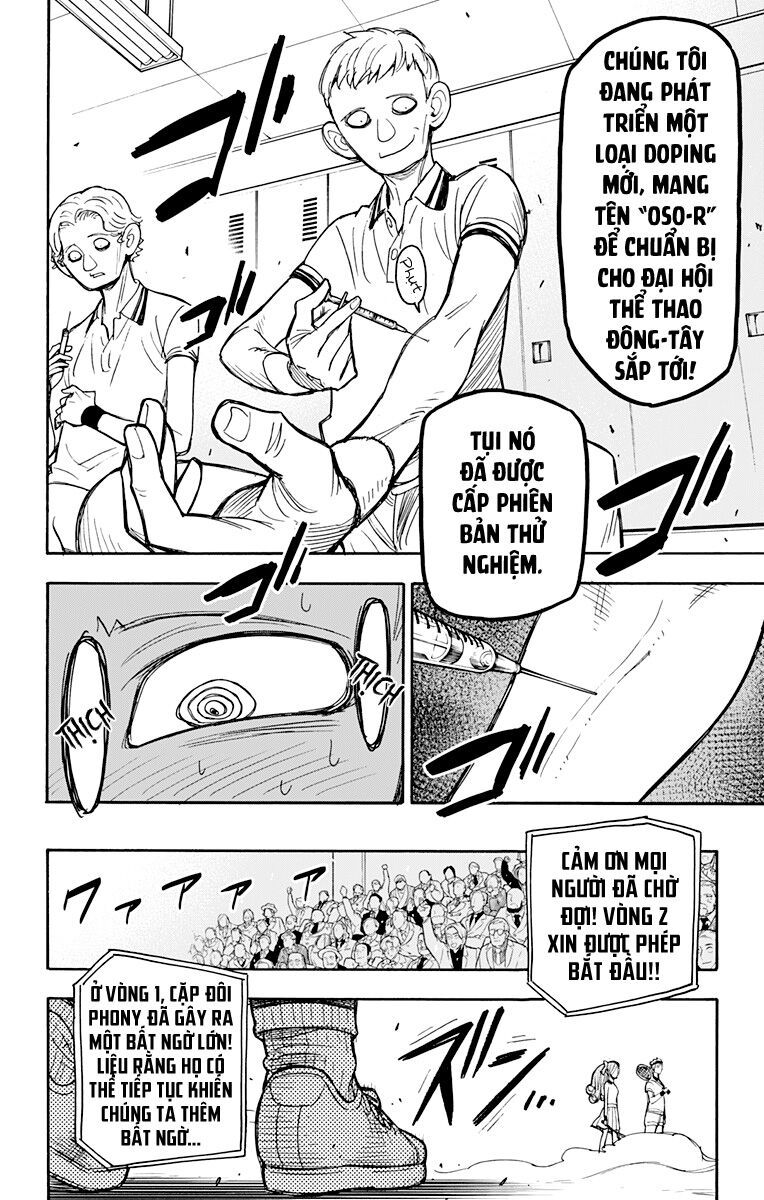 CHÚNG TÔI
ĐANG PHÁT
TRIỂN MỘT
LOẠI DOPING
MỚI, MANG
TÊN "OSO-R"
ĐỂ CHUẨN BỊ
CHO ĐẠI HỘI
THỂ THAO
ĐÔNG-TÂY
SẮP TỚI!
ゴ
ゴ
Phụt
TỤI NÓ
ĐÃ ĐƯỢC
CẤP PHIÊN
BẢN THỬ
NGHIỆM.
ゴ
ゴ
ゴ
ゴ
THỊCH
THỊCH
CẢM ƠN MỌI
NGƯỜI ĐÃ CHỜ
ĐỢI! VÒNG 2
XIN ĐƯỢC PHÉP
BẮT ĐẦU!!
ワァァァ
Ở VÒNG 1, CẶP ĐÔI
PHONY ĐÃ GÂY RA
MỘT BẤT NGỜ LỚN!
LIỆU RẰNG HỌ CÓ
THỂ TIẾP TỤC KHIẾN
CHÚNG TA THÊM
BẤT NGỜ...
ズン